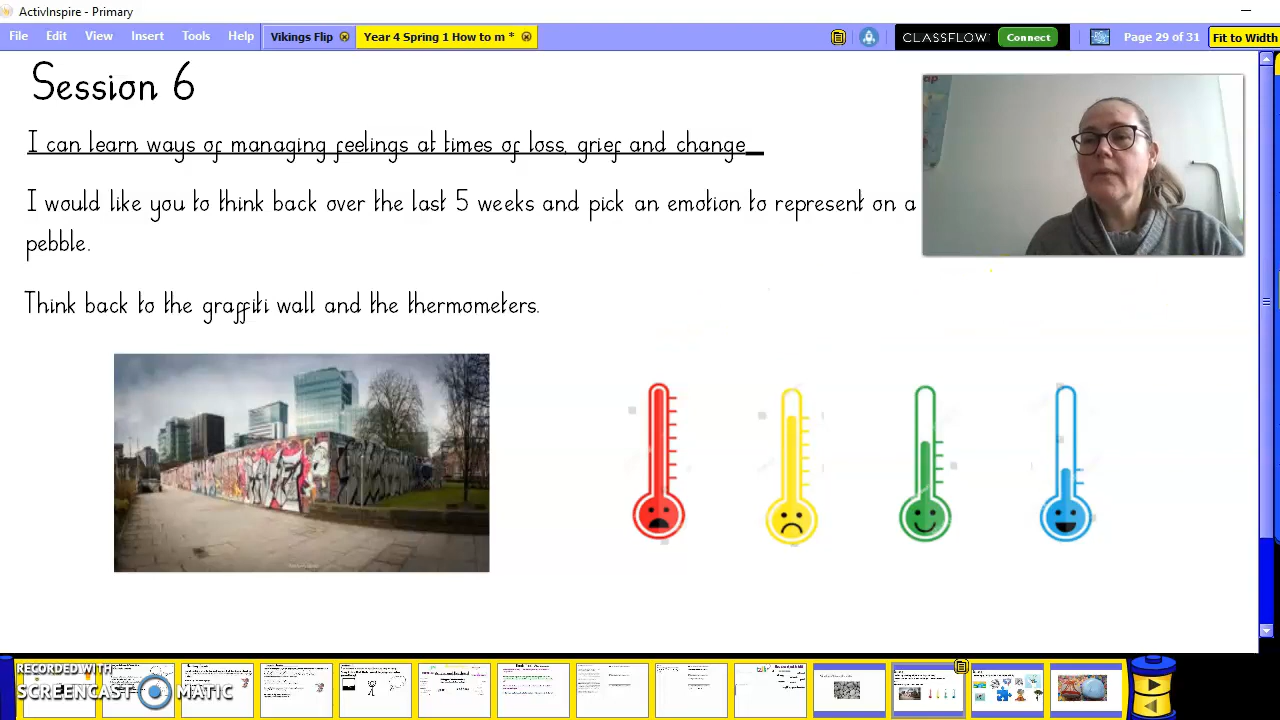 ActivInspire - Primary
File Edit View Insert Tools Help Vikings Flip Year 4 Spring 1 How to m * CLASSFLOW Connect Page 29 of 31 Fit to Width
Session 6
I can learn ways of managing feelings at times of loss, grief and change
I would like you to think back over the last 5 weeks and pick an emotion to represent on a
pebble.
Think back to the graffiti wall and the thermometers.
RECORDED WITH
SCREENCAST MATIC